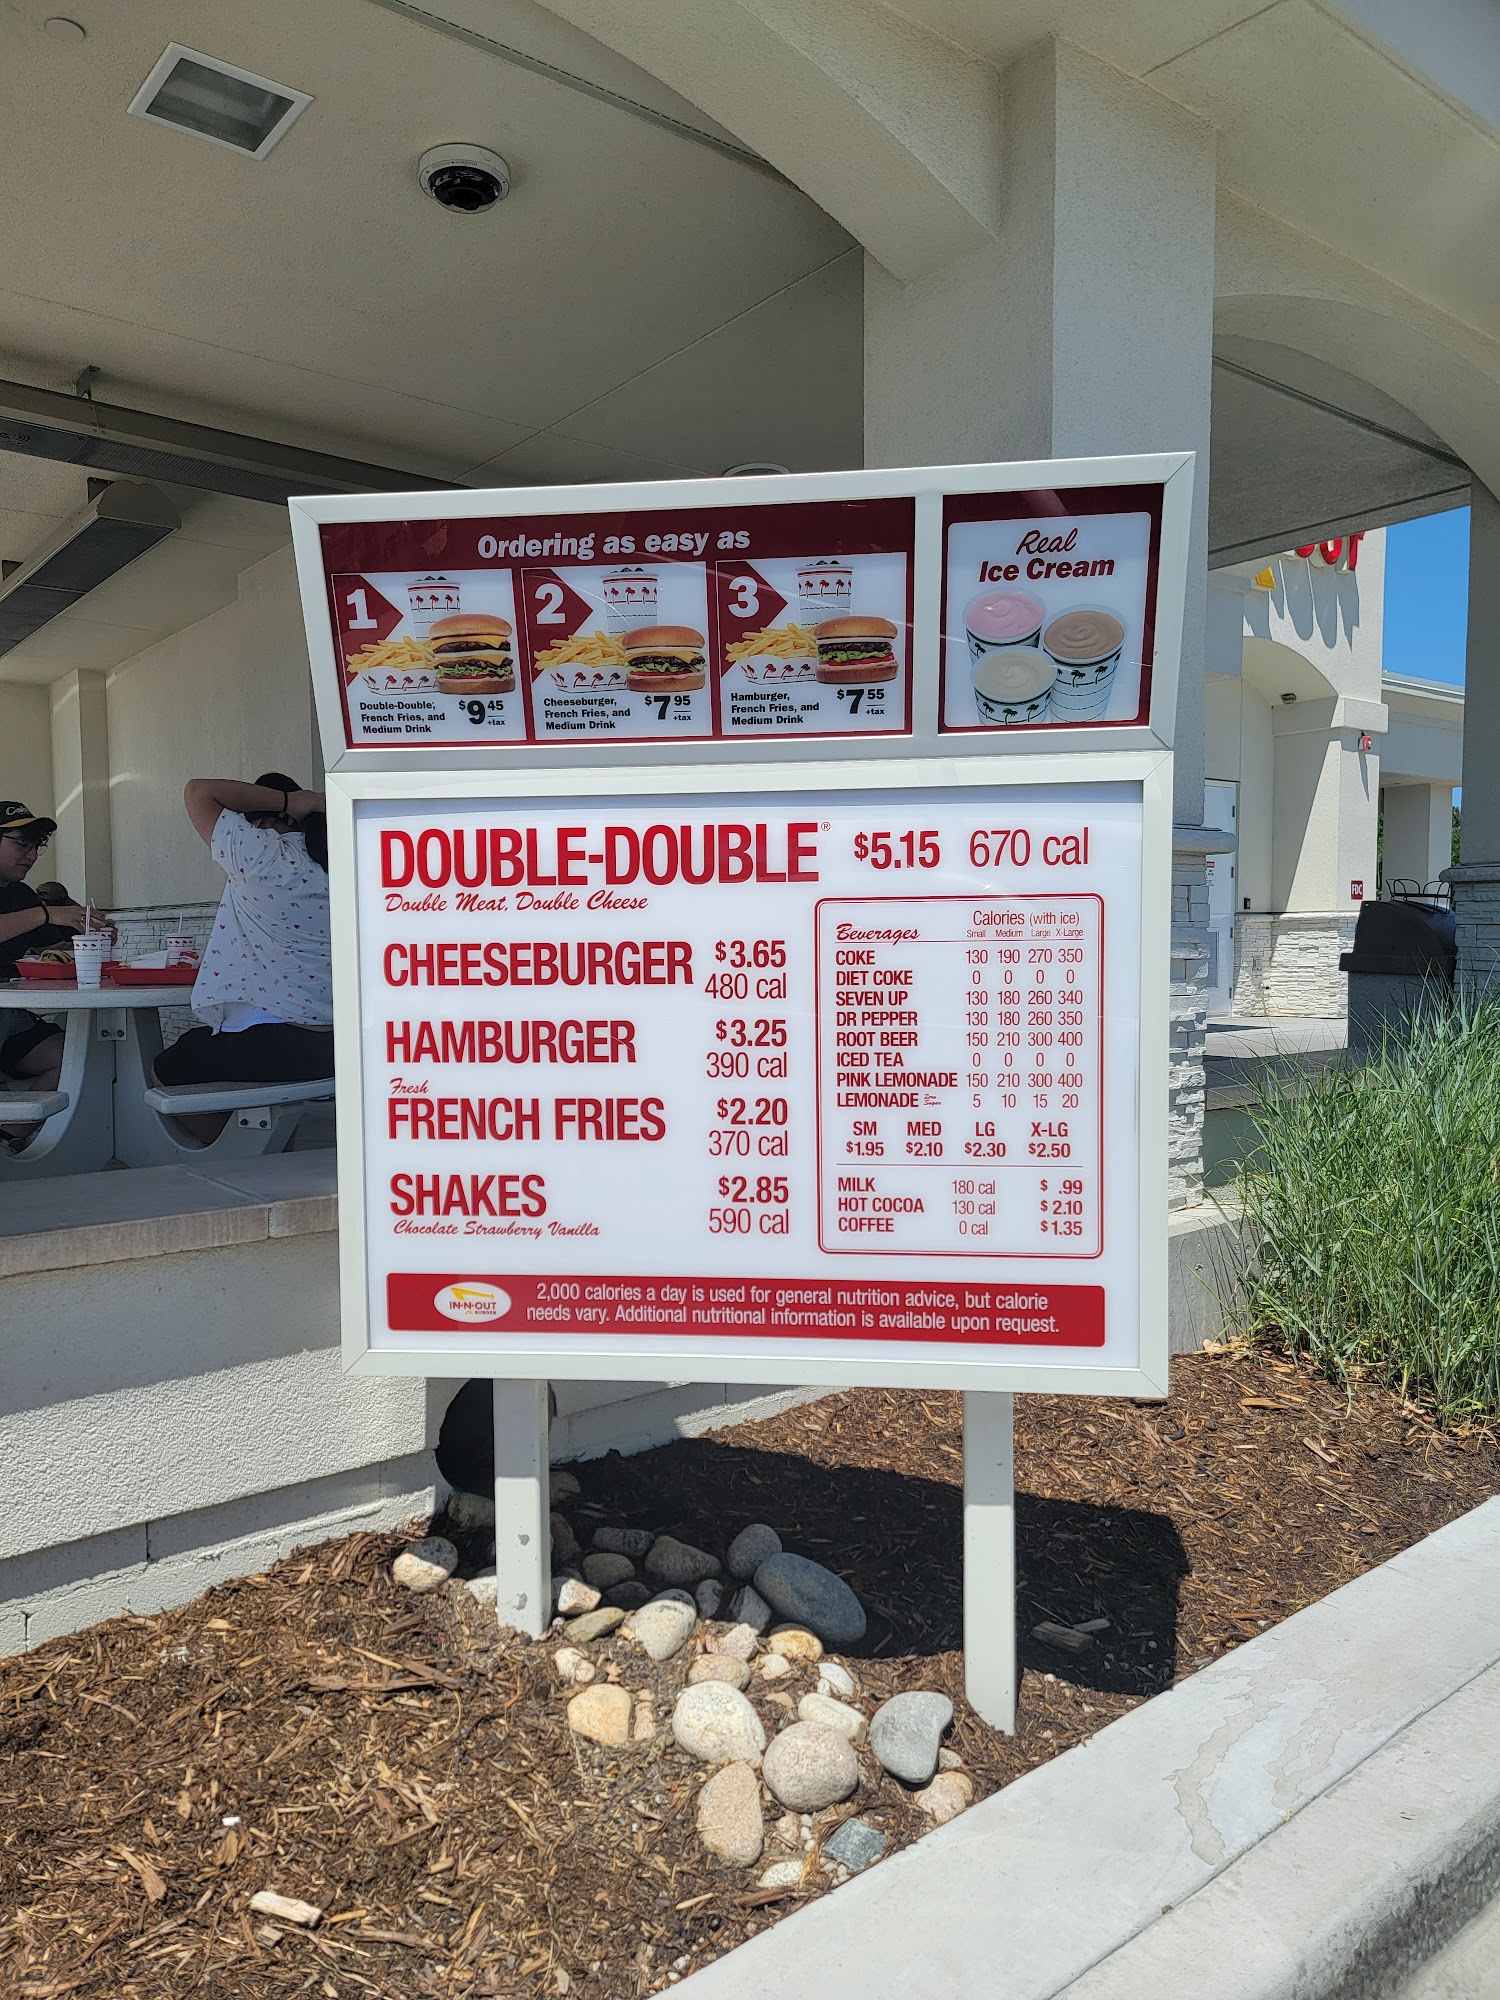 Ordering as easy as
1
Double-Double,
French Fries, and
Medium Drink
$9 45
+tax
2
Cheeseburger,
French Fries, and
Medium Drink
$7 95
+tax
3
Hamburger,
French Fries, and
Medium Drink
$7 55
+tax
Real
Ice Cream
DOUBLE-DOUBLE® $5.15 670 cal
Double Meat, Double Cheese
CHEESEBURGER $3.65
480 cal
HAMBURGER $3.25
390 cal
Fresh
FRENCH FRIES $2.20
370 cal
SHAKES $2.85
590 cal
Chocolate Strawberry Vanilla
Beverages Calories (with ice)
Small Medium Large X-Large
COKE 130 190 270 350
DIET COKE 0 0 0 0
SEVEN UP 130 180 260 340
DR PEPPER 130 180 260 350
ROOT BEER 150 210 300 400
ICED TEA 0 0 0 0
PINK LEMONADE 150 210 300 400
LEMONADE Zero Sugar 5 10 15 20
SM MED LG X-LG
$1.95 $2.10 $2.30 $2.50
MILK 180 cal $ .99
HOT COCOA 130 cal $ 2.10
COFFEE 0 cal $ 1.35
IN-N-OUT
BURGER
2,000 calories a day is used for general nutrition advice, but calorie
needs vary. Additional nutritional information is available upon request.
FDC